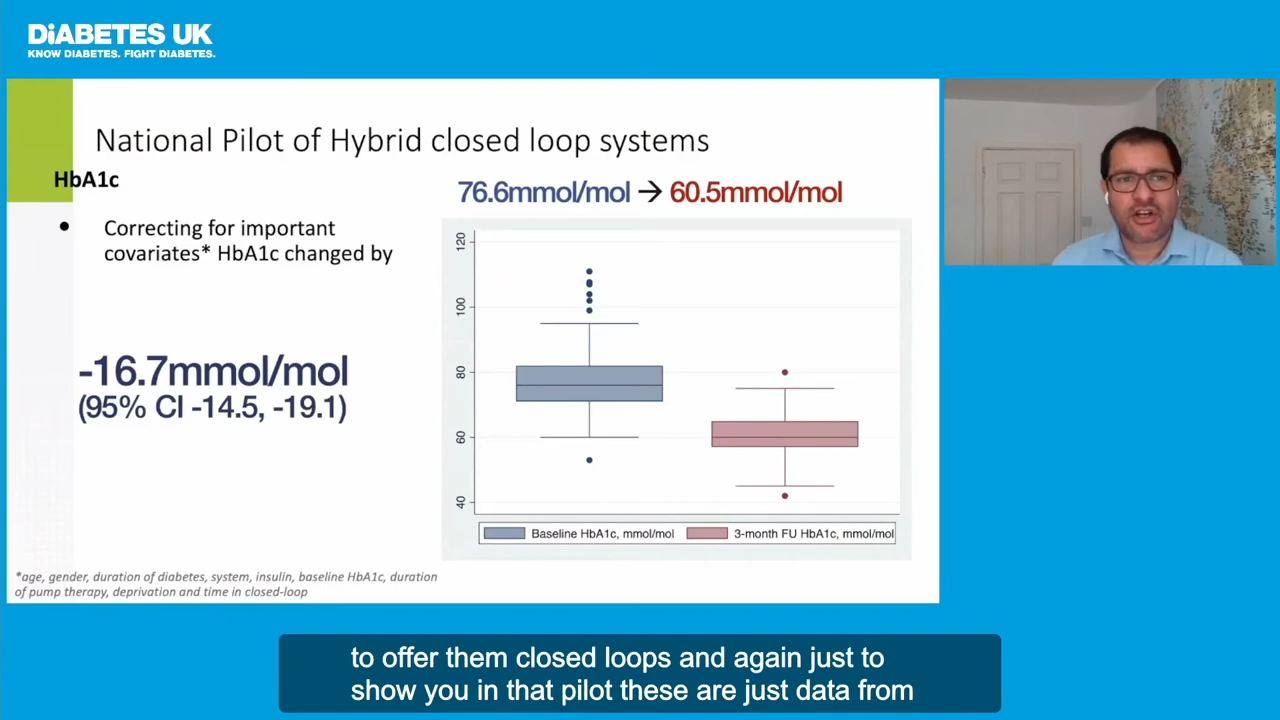 DiABETES UK
KNOW DIABETES. FIGHT DIABETES.
National Pilot of Hybrid closed loop systems
HbA1c
• Correcting for important
covariates* HbA1c changed by
-16.7mmol/mol
(95% CI -14.5, -19.1)
76.6mmol/mol → 60.5mmol/mol
120
100
80
60
40
Baseline HbA1c, mmol/mol
3-month FU HbA1c, mmol/mol
*age, gender, duration of diabetes, system, insulin, baseline HbA1c, duration
of pump therapy, deprivation and time in closed-loop
to offer them closed loops and again just to
show you in that pilot these are just data from